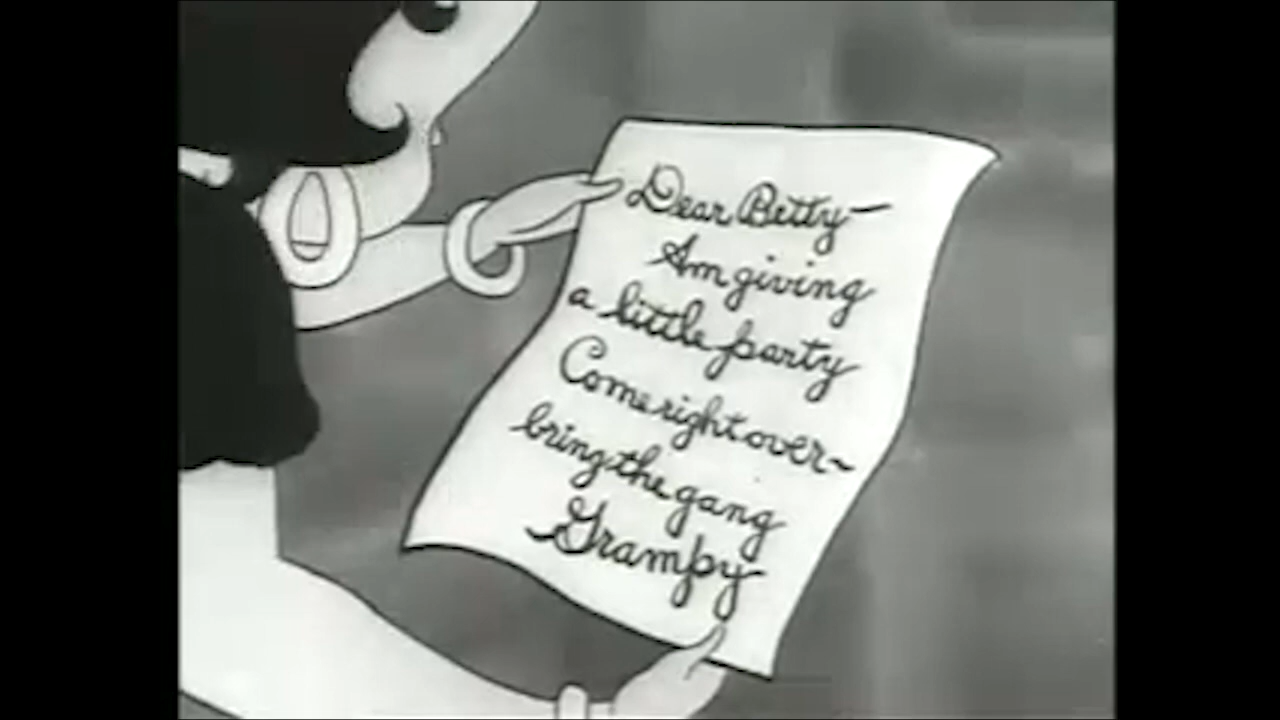 Dear Betty—
Am giving
a little party
Come right over~
bring the gang
Grampy